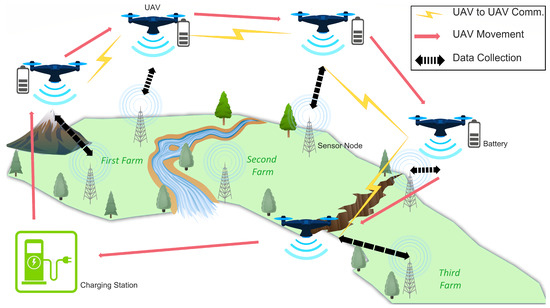 UAV
UAV to UAV Comm.
UAV Movement
Data Collection
First Farm
Second
Farm
Sensor Node
Battery
Charging Station
Third
Farm